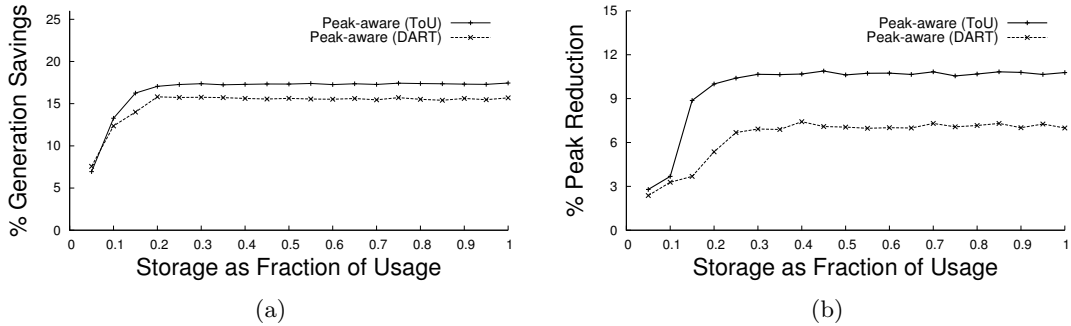 % Generation Savings
25
20
15
10
5
0
0 0.1 0.2 0.3 0.4 0.5 0.6 0.7 0.8 0.9 1
Storage as Fraction of Usage
Peak-aware (ToU)
Peak-aware (DART)
(a)
% Peak Reduction
15
12
9
6
3
0
0 0.1 0.2 0.3 0.4 0.5 0.6 0.7 0.8 0.9 1
Storage as Fraction of Usage
Peak-aware (ToU)
Peak-aware (DART)
(b)